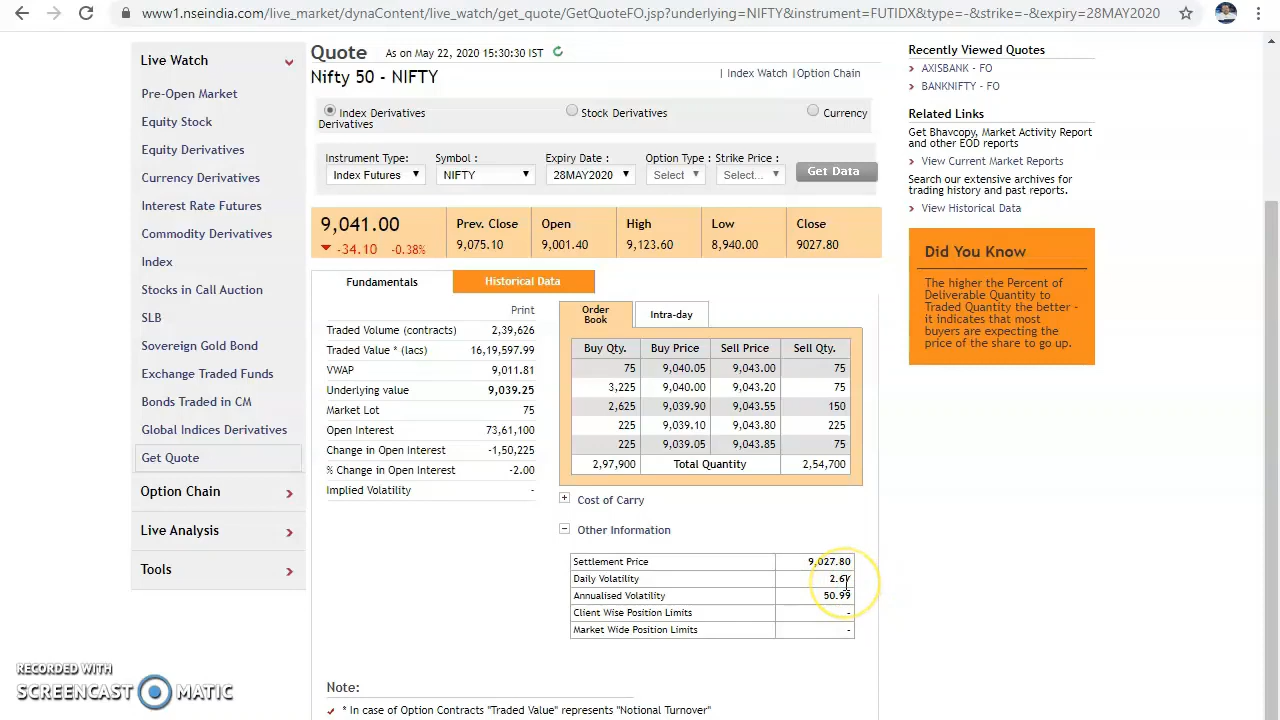 www1.nseindia.com/live_market/dynaContent/live_watch/get_quote/GetQuoteFO.jsp?underlying=NIFTY&instrument=FUTIDX&type=-&strike=-&expiry=28MAY2020
Live Watch
Pre-Open Market
Equity Stock
Equity Derivatives
Currency Derivatives
Interest Rate Futures
Commodity Derivatives
Index
Stocks in Call Auction
SLB
Sovereign Gold Bond
Exchange Traded Funds
Bonds Traded in CM
Global Indices Derivatives
Get Quote
Option Chain
Live Analysis
Tools
Quote As on May 22, 2020 15:30:30 IST
Nifty 50 - NIFTY
| Index Watch |Option Chain
Index Derivatives Stock Derivatives Currency
Derivatives
Instrument Type: Symbol : Expiry Date : Option Type : Strike Price :
Index Futures NIFTY 28MAY2020 Select Select... Get Data
9,041.00 Prev. Close Open High Low Close
-34.10 -0.38% 9,075.10 9,001.40 9,123.60 8,940.00 9027.80
Fundamentals Historical Data
Print
Traded Volume (contracts) 2,39,626
Traded Value * (lacs) 16,19,597.99
VWAP 9,011.81
Underlying value 9,039.25
Market Lot 75
Open Interest 73,61,100
Change in Open Interest -1,50,225
% Change in Open Interest -2.00
Implied Volatility -
Order
Book
Intra-day
Buy Qty. Buy Price Sell Price Sell Qty.
75 9,040.05 9,043.00 75
3,225 9,040.00 9,043.20 75
2,625 9,039.90 9,043.55 150
225 9,039.10 9,043.80 225
225 9,039.05 9,043.85 75
2,97,900 Total Quantity 2,54,700
Cost of Carry
Other Information
Settlement Price 9,027.80
Daily Volatility
Annualised Volatility 50.99
Client Wise Position Limits -
Market Wide Position Limits -
Note:
* In case of Option Contracts "Traded Value" represents "Notional Turnover"
Recently Viewed Quotes
AXISBANK - FO
BANKNIFTY - FO
Related Links
Get Bhavcopy, Market Activity Report
and other EOD reports
View Current Market Reports
Search our extensive archives for
trading history and past reports.
View Historical Data
Did You Know
The higher the Percent of
Deliverable Quantity to
Traded Quantity the better -
it indicates that most
buyers are expecting the
price of the share to go up.
RECORDED WITH
SCREENCAST MATIC